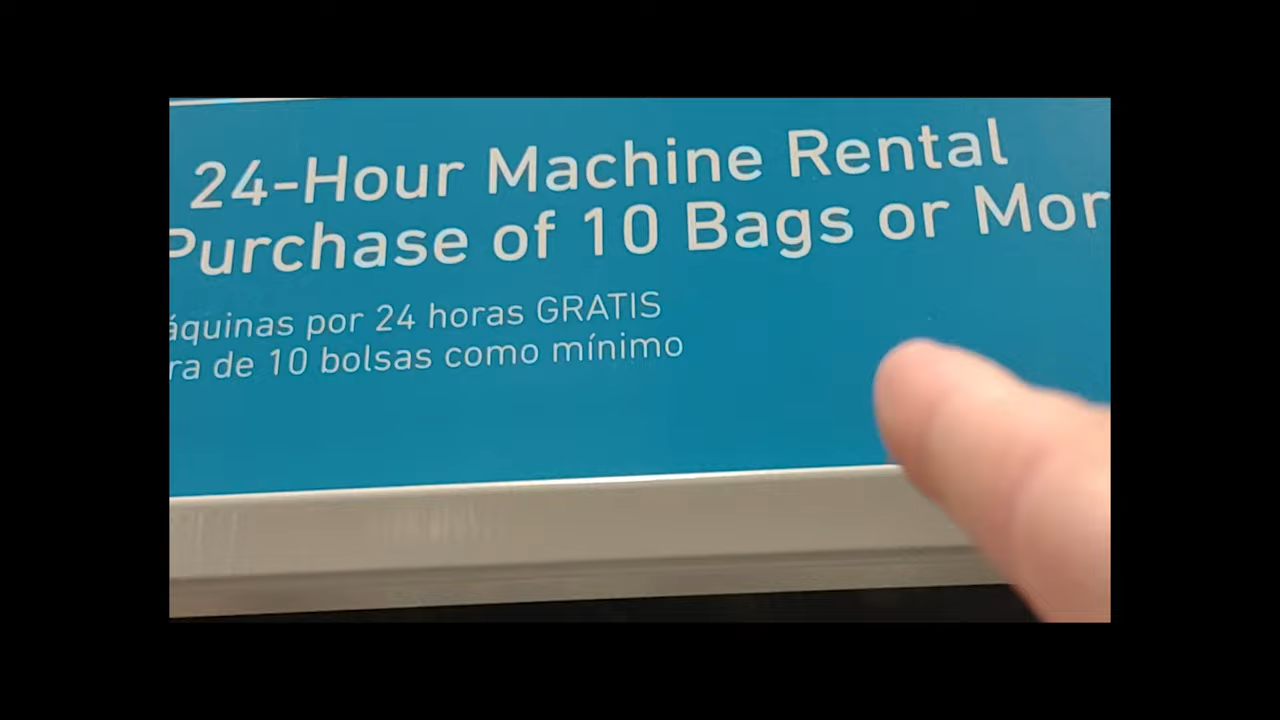 24-Hour Machine Rental
Purchase of 10 Bags or Mor
áquinas por 24 horas GRATIS
ra de 10 bolsas como mínimo